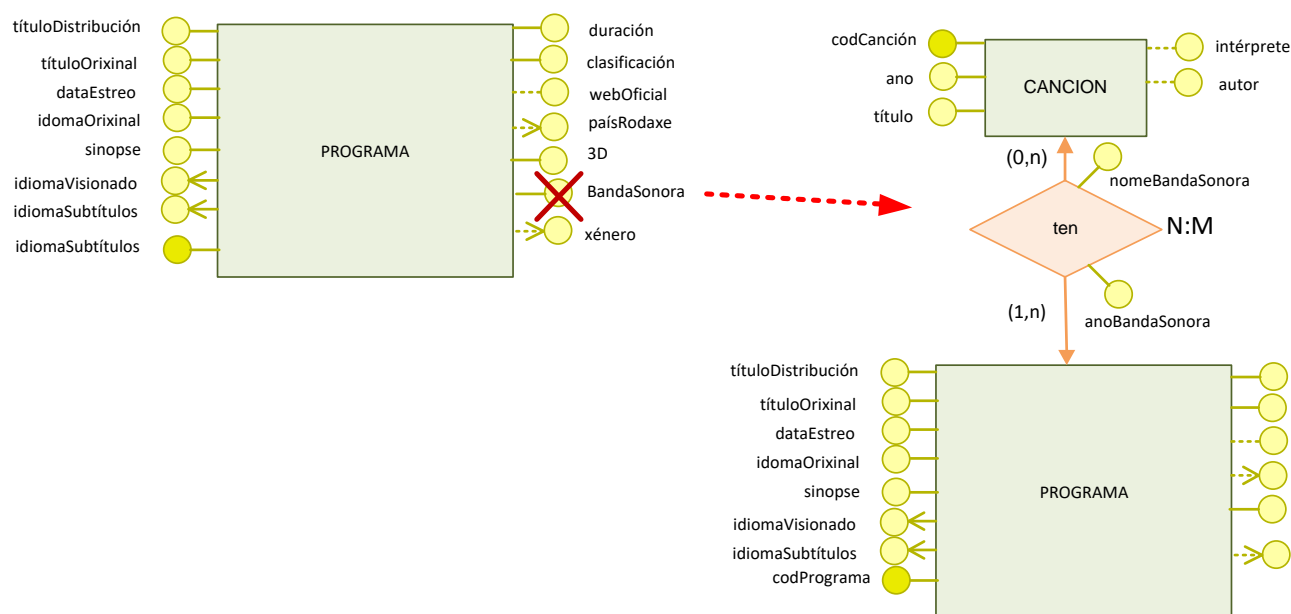 títuloDistribución
títuloOrixinal
dataEstreo
idomaOrixinal
sinopse
idiomaVisionado
idiomaSubtítulos
idiomaSubtítulos
PROGRAMA
duración
clasificación
webOficial
paísRodaxe
3D
BandaSonora
xénero
codCanción
ano
título
CANCION
intérprete
autor
(0,n)
nomeBandaSonora
ten
N:M
(1,n)
anoBandaSonora
títuloDistribución
títuloOrixinal
dataEstreo
idomaOrixinal
sinopse
idiomaVisionado
idiomaSubtítulos
codPrograma
PROGRAMA